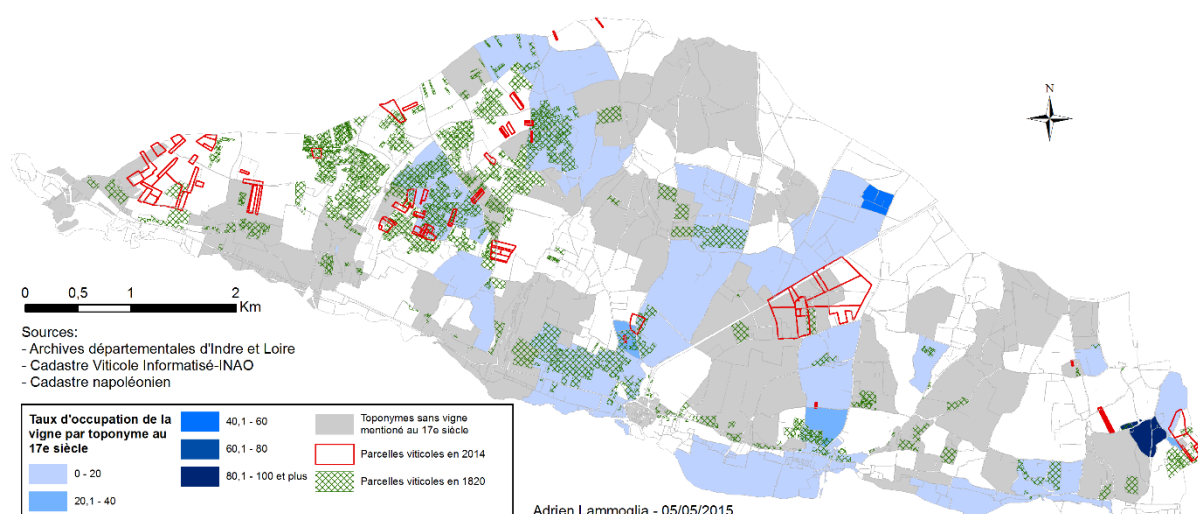 N
0 0,5 1 2
Km
Sources:
- Archives départementales d'Indre et Loire
- Cadastre Viticole Informatisé-INAO
- Cadastre napoléonien
Taux d'occupation de la
vigne par toponyme au
17e siècle
0 - 20
20,1 - 40
40,1 - 60
60,1 - 80
80,1 - 100 et plus
Toponymes sans vigne
mentionné au 17e siècle
Parcelles viticoles en 2014
Parcelles viticoles en 1820
Adrien Lammoglia - 05/05/2015